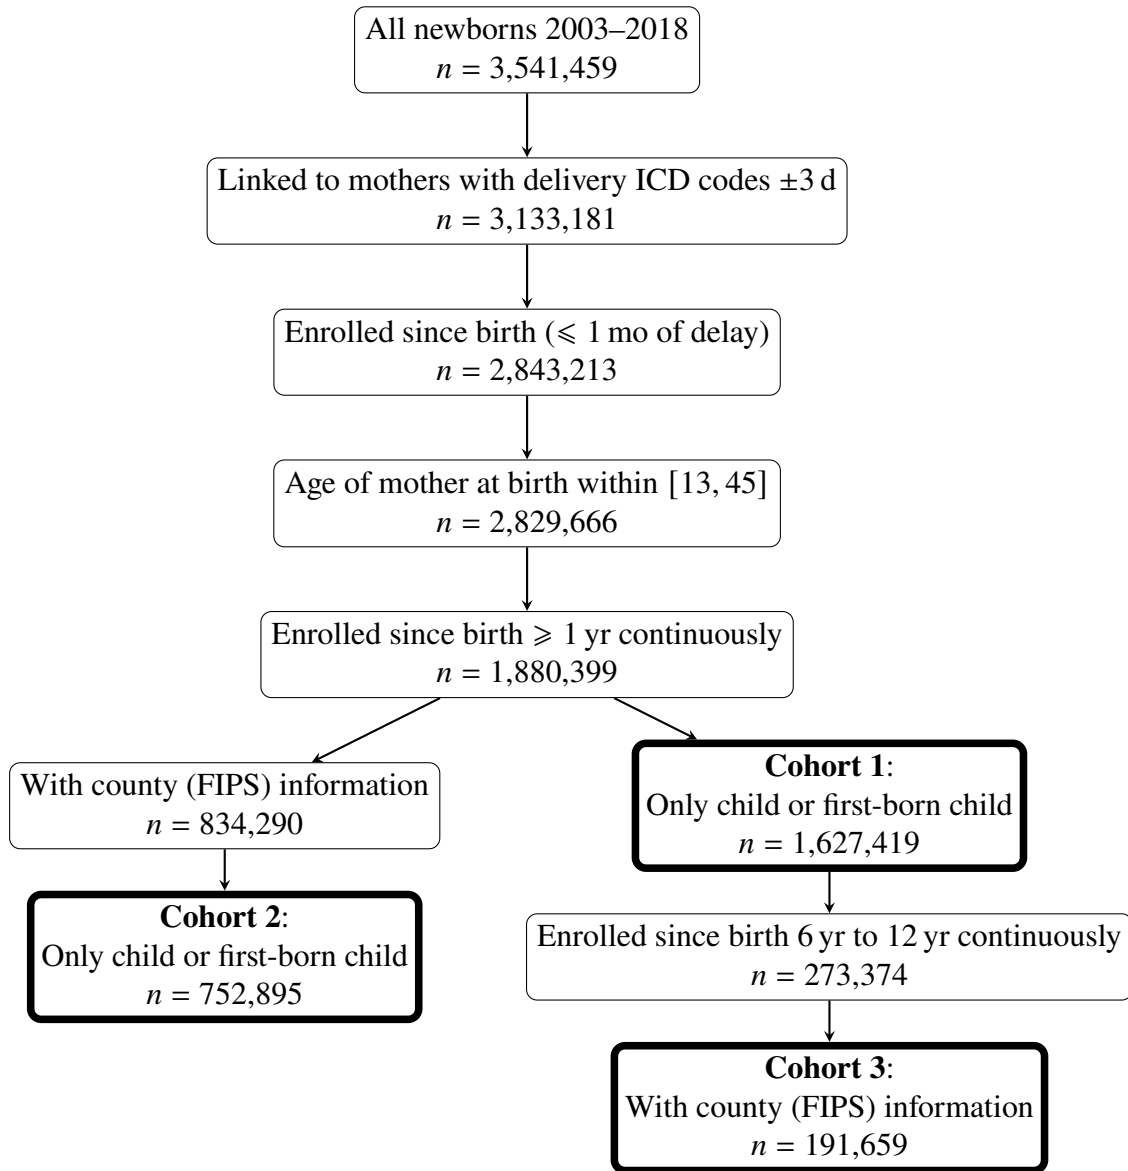 All newborns 2003–2018
n = 3,541,459
Linked to mothers with delivery ICD codes ±3 d
n = 3,133,181
Enrolled since birth (⩽ 1 mo of delay)
n = 2,843,213
Age of mother at birth within [13, 45]
n = 2,829,666
Enrolled since birth ⩾ 1 yr continuously
n = 1,880,399
With county (FIPS) information
n = 834,290
Cohort 2:
Only child or first-born child
n = 752,895
Cohort 1:
Only child or first-born child
n = 1,627,419
Enrolled since birth 6 yr to 12 yr continuously
n = 273,374
Cohort 3:
With county (FIPS) information
n = 191,659